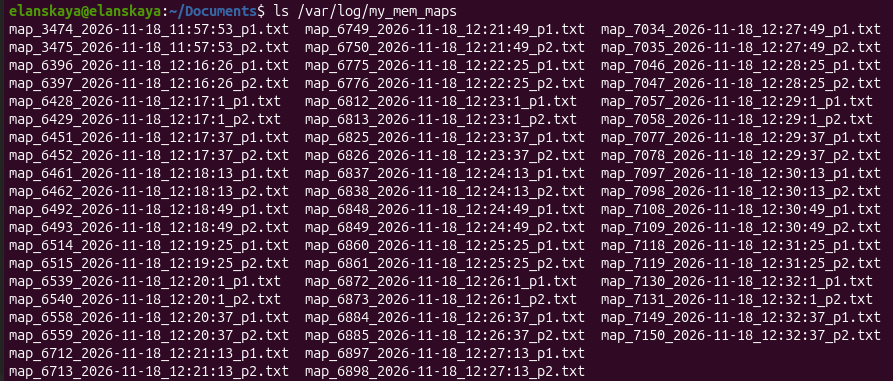 elanskaya@elanskaya:~/Documents$ ls /var/log/my_mem_maps
map_3474_2026-11-18_11:57:53_p1.txt  map_6749_2026-11-18_12:21:49_p1.txt  map_7034_2026-11-18_12:27:49_p1.txt
map_3475_2026-11-18_11:57:53_p2.txt  map_6750_2026-11-18_12:21:49_p2.txt  map_7035_2026-11-18_12:27:49_p2.txt
map_6396_2026-11-18_12:16:26_p1.txt  map_6775_2026-11-18_12:22:25_p1.txt  map_7046_2026-11-18_12:28:25_p1.txt
map_6397_2026-11-18_12:16:26_p2.txt  map_6776_2026-11-18_12:22:25_p2.txt  map_7047_2026-11-18_12:28:25_p2.txt
map_6428_2026-11-18_12:17:1_p1.txt   map_6812_2026-11-18_12:23:1_p1.txt   map_7057_2026-11-18_12:29:1_p1.txt
map_6429_2026-11-18_12:17:1_p2.txt   map_6813_2026-11-18_12:23:1_p2.txt   map_7058_2026-11-18_12:29:1_p2.txt
map_6451_2026-11-18_12:17:37_p1.txt  map_6825_2026-11-18_12:23:37_p1.txt  map_7077_2026-11-18_12:29:37_p1.txt
map_6452_2026-11-18_12:17:37_p2.txt  map_6826_2026-11-18_12:23:37_p2.txt  map_7078_2026-11-18_12:29:37_p2.txt
map_6461_2026-11-18_12:18:13_p1.txt  map_6837_2026-11-18_12:24:13_p1.txt  map_7097_2026-11-18_12:30:13_p1.txt
map_6462_2026-11-18_12:18:13_p2.txt  map_6838_2026-11-18_12:24:13_p2.txt  map_7098_2026-11-18_12:30:13_p2.txt
map_6492_2026-11-18_12:18:49_p1.txt  map_6848_2026-11-18_12:24:49_p1.txt  map_7108_2026-11-18_12:30:49_p1.txt
map_6493_2026-11-18_12:18:49_p2.txt  map_6849_2026-11-18_12:24:49_p2.txt  map_7109_2026-11-18_12:30:49_p2.txt
map_6514_2026-11-18_12:19:25_p1.txt  map_6860_2026-11-18_12:25:25_p1.txt  map_7118_2026-11-18_12:31:25_p1.txt
map_6515_2026-11-18_12:19:25_p2.txt  map_6861_2026-11-18_12:25:25_p2.txt  map_7119_2026-11-18_12:31:25_p2.txt
map_6539_2026-11-18_12:20:1_p1.txt   map_6872_2026-11-18_12:26:1_p1.txt   map_7130_2026-11-18_12:32:1_p1.txt
map_6540_2026-11-18_12:20:1_p2.txt   map_6873_2026-11-18_12:26:1_p2.txt   map_7131_2026-11-18_12:32:1_p2.txt
map_6558_2026-11-18_12:20:37_p1.txt  map_6884_2026-11-18_12:26:37_p1.txt  map_7149_2026-11-18_12:32:37_p1.txt
map_6559_2026-11-18_12:20:37_p2.txt  map_6885_2026-11-18_12:26:37_p2.txt  map_7150_2026-11-18_12:32:37_p2.txt
map_6712_2026-11-18_12:21:13_p1.txt  map_6897_2026-11-18_12:27:13_p1.txt
map_6713_2026-11-18_12:21:13_p2.txt  map_6898_2026-11-18_12:27:13_p2.txt